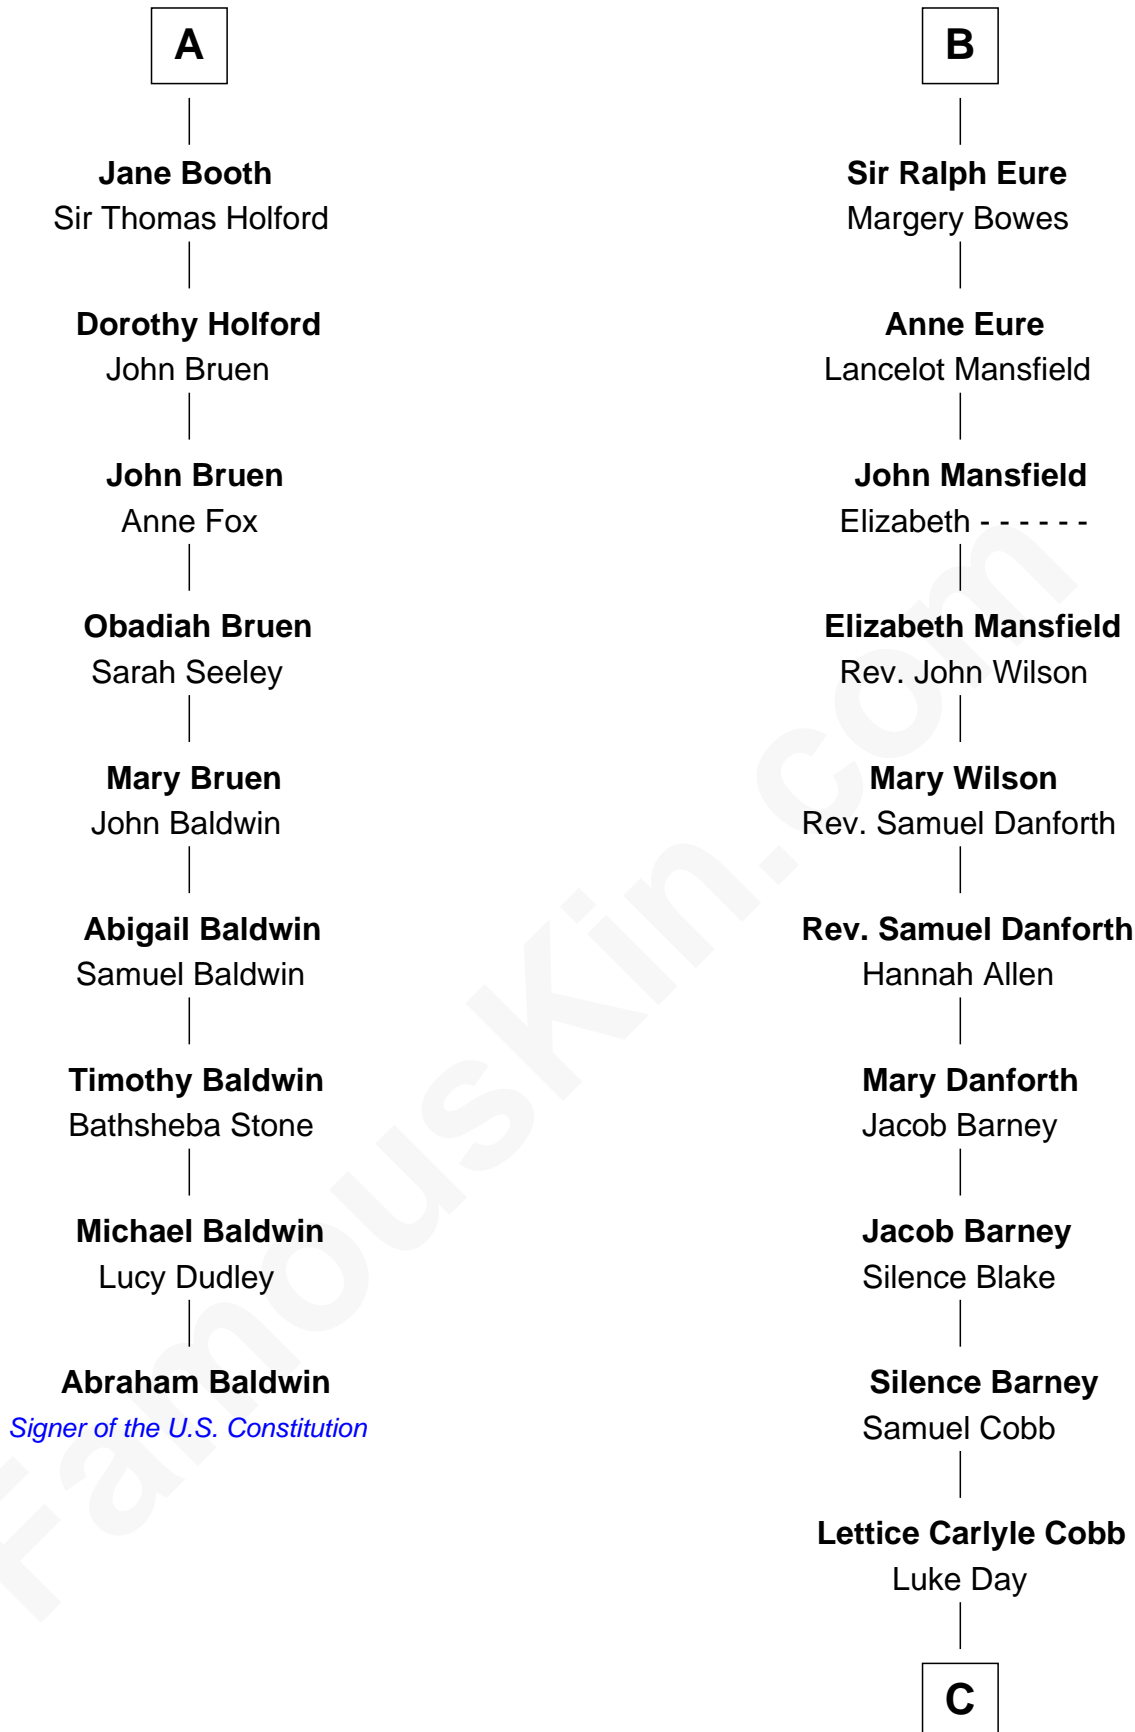 A
Jane Booth
Sir Thomas Holford
Dorothy Holford
John Bruen
John Bruen
Anne Fox
Obadiah Bruen
Sarah Seeley
Mary Bruen
John Baldwin
Abigail Baldwin
Samuel Baldwin
Timothy Baldwin
Bathsheba Stone
Michael Baldwin
Lucy Dudley
Abraham Baldwin
Signer of the U.S. Constitution
B
Sir Ralph Eure
Margery Bowes
Anne Eure
Lancelot Mansfield
John Mansfield
Elizabeth - - - - - -
Elizabeth Mansfield
Rev. John Wilson
Mary Wilson
Rev. Samuel Danforth
Rev. Samuel Danforth
Hannah Allen
Mary Danforth
Jacob Barney
Jacob Barney
Silence Blake
Silence Barney
Samuel Cobb
Lettice Carlyle Cobb
Luke Day
C
FamousKin.com